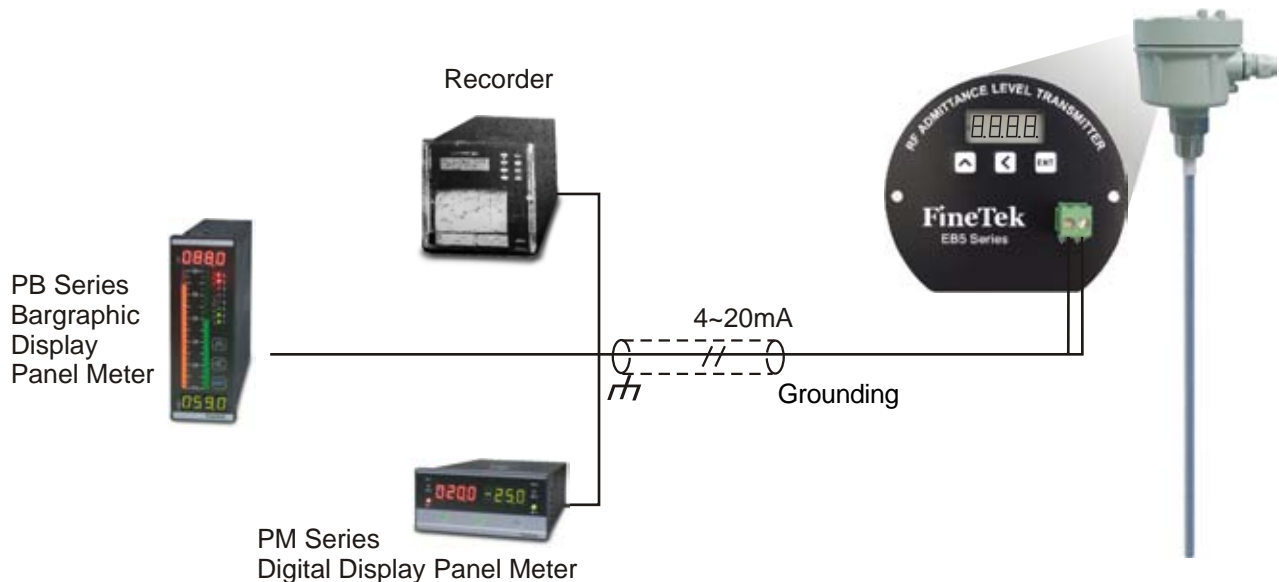 Recorder
RF ADMITTANCE LEVEL TRANSMITTER
8.8.8.8
ENT
FineTek
EB5 Series
088.0
PB Series
Bargraphic
Display
Panel Meter
059.0
4~20mA
Grounding
020.0 -25.0
PM Series
Digital Display Panel Meter